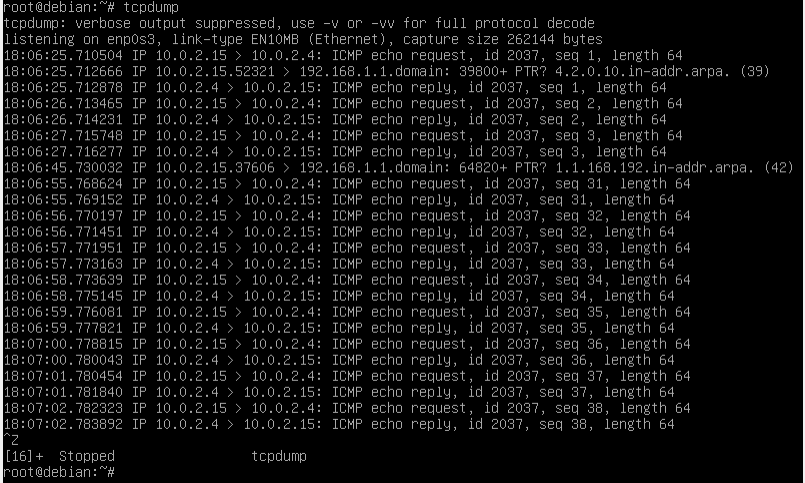 root@debian:~# tcpdump
tcpdump: verbose output suppressed, use -v or -vv for full protocol decode
listening on enp0s3, link-type EN10MB (Ethernet), capture size 262144 bytes
18:06:25.710504 IP 10.0.2.15 > 10.0.2.4: ICMP echo request, id 2037, seq 1, length 64
18:06:25.712666 IP 10.0.2.15.52321 > 192.168.1.1.domain: 39800+ PTR? 4.2.0.10.in-addr.arpa. (39)
18:06:25.712878 IP 10.0.2.4 > 10.0.2.15: ICMP echo reply, id 2037, seq 1, length 64
18:06:26.713465 IP 10.0.2.15 > 10.0.2.4: ICMP echo request, id 2037, seq 2, length 64
18:06:26.714231 IP 10.0.2.4 > 10.0.2.15: ICMP echo reply, id 2037, seq 2, length 64
18:06:27.715748 IP 10.0.2.15 > 10.0.2.4: ICMP echo request, id 2037, seq 3, length 64
18:06:27.716277 IP 10.0.2.4 > 10.0.2.15: ICMP echo reply, id 2037, seq 3, length 64
18:06:45.730032 IP 10.0.2.15.37606 > 192.168.1.1.domain: 64820+ PTR? 1.1.168.192.in-addr.arpa. (42)
18:06:55.768624 IP 10.0.2.15 > 10.0.2.4: ICMP echo request, id 2037, seq 31, length 64
18:06:55.769152 IP 10.0.2.4 > 10.0.2.15: ICMP echo reply, id 2037, seq 31, length 64
18:06:56.770197 IP 10.0.2.15 > 10.0.2.4: ICMP echo request, id 2037, seq 32, length 64
18:06:56.771451 IP 10.0.2.4 > 10.0.2.15: ICMP echo reply, id 2037, seq 32, length 64
18:06:57.771951 IP 10.0.2.15 > 10.0.2.4: ICMP echo request, id 2037, seq 33, length 64
18:06:57.773163 IP 10.0.2.4 > 10.0.2.15: ICMP echo reply, id 2037, seq 33, length 64
18:06:58.773639 IP 10.0.2.15 > 10.0.2.4: ICMP echo request, id 2037, seq 34, length 64
18:06:58.775145 IP 10.0.2.4 > 10.0.2.15: ICMP echo reply, id 2037, seq 34, length 64
18:06:59.776081 IP 10.0.2.15 > 10.0.2.4: ICMP echo request, id 2037, seq 35, length 64
18:06:59.777821 IP 10.0.2.4 > 10.0.2.15: ICMP echo reply, id 2037, seq 35, length 64
18:07:00.778815 IP 10.0.2.15 > 10.0.2.4: ICMP echo request, id 2037, seq 36, length 64
18:07:00.780043 IP 10.0.2.4 > 10.0.2.15: ICMP echo reply, id 2037, seq 36, length 64
18:07:01.780454 IP 10.0.2.15 > 10.0.2.4: ICMP echo request, id 2037, seq 37, length 64
18:07:01.781840 IP 10.0.2.4 > 10.0.2.15: ICMP echo reply, id 2037, seq 37, length 64
18:07:02.782323 IP 10.0.2.15 > 10.0.2.4: ICMP echo request, id 2037, seq 38, length 64
18:07:02.783892 IP 10.0.2.4 > 10.0.2.15: ICMP echo reply, id 2037, seq 38, length 64
^Z
[16]+  Stopped                 tcpdump
root@debian:~#